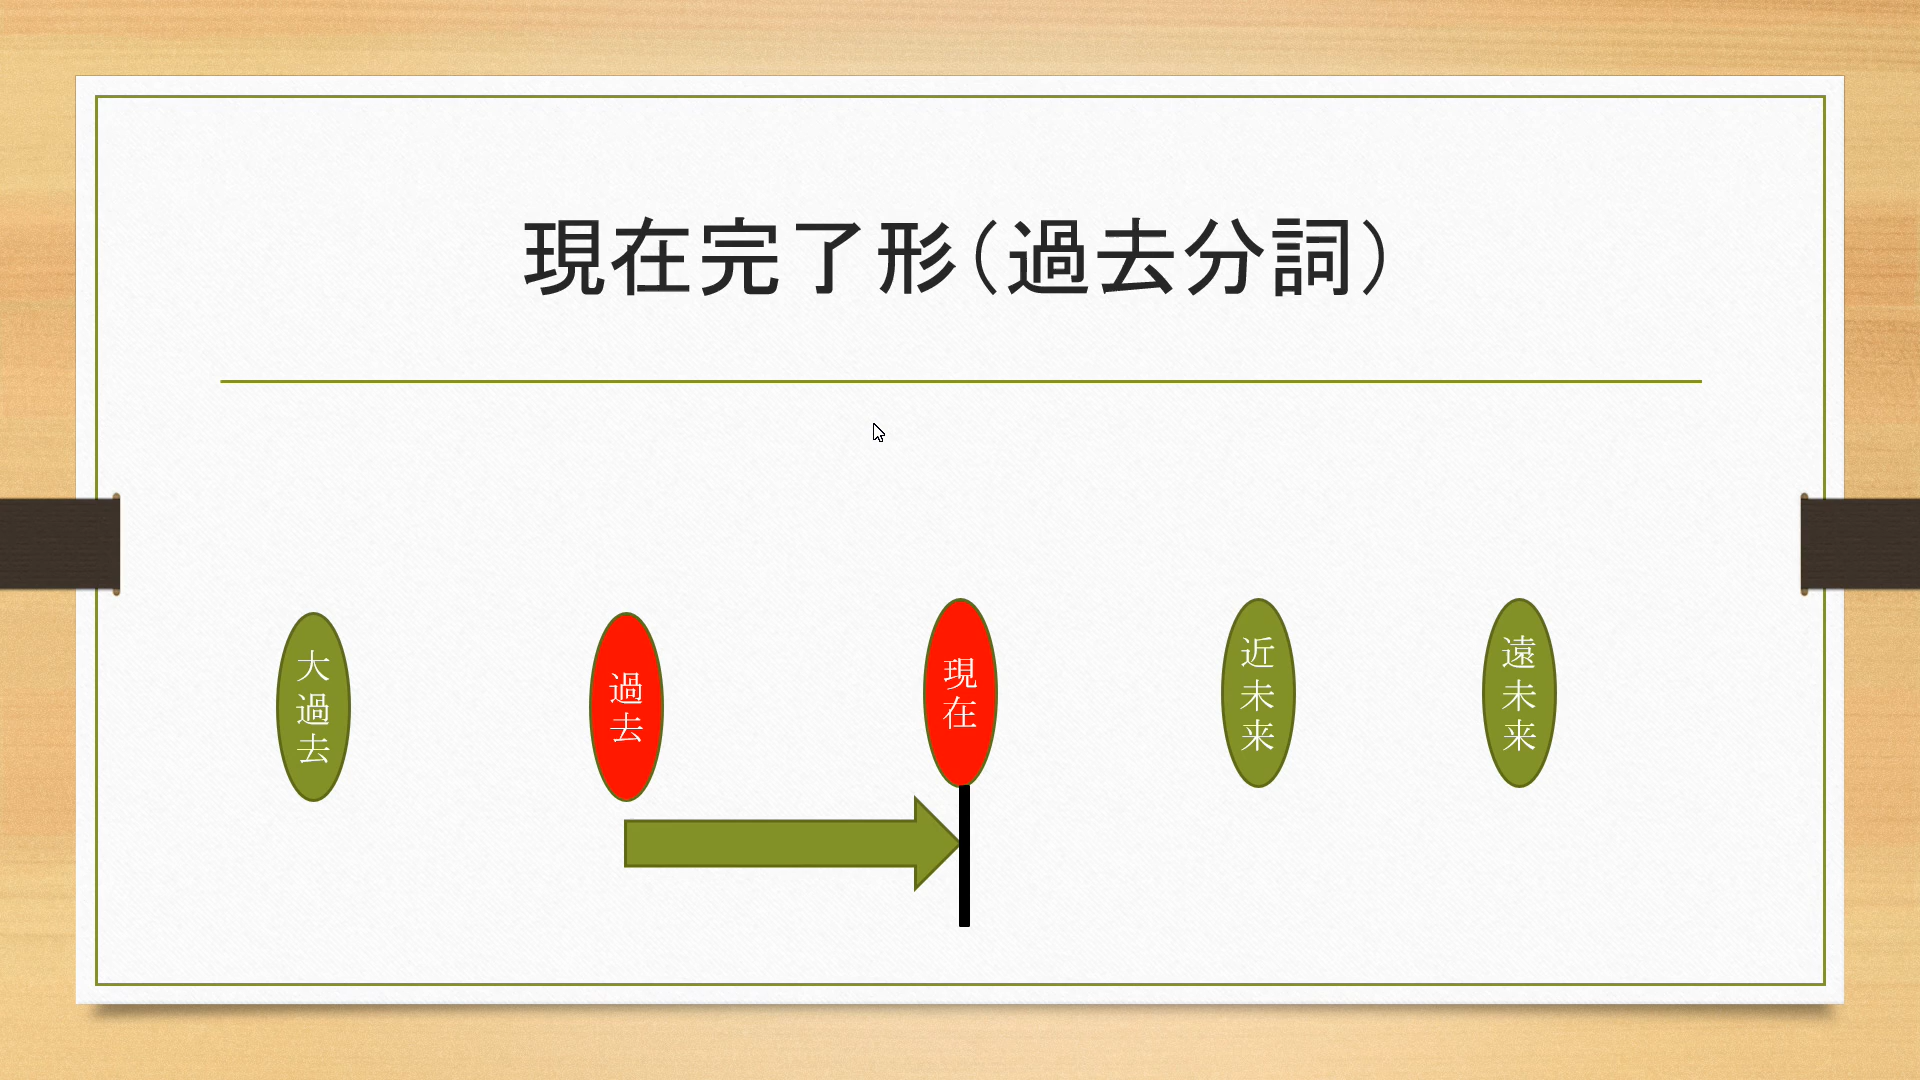 現在完了形（過去分詞）
大過去
過去
現在
近未来
遠未来